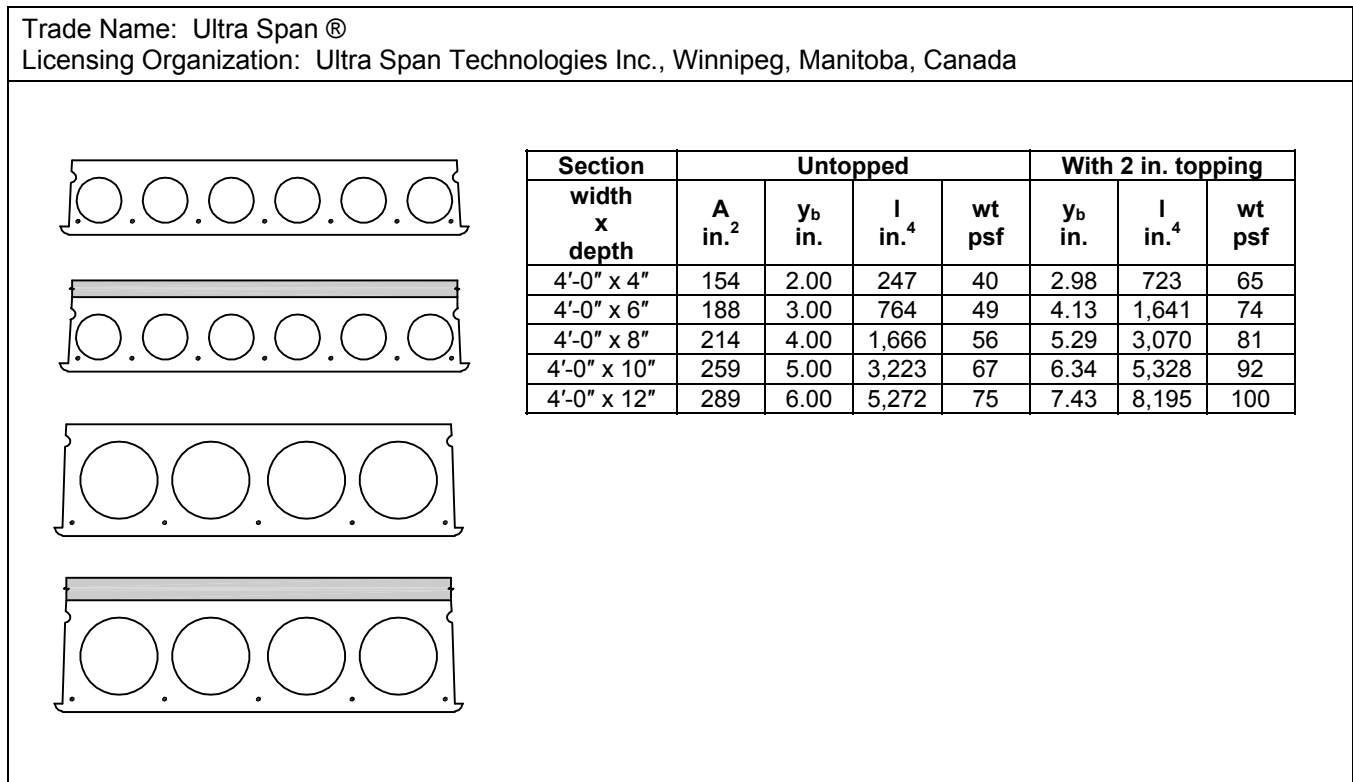 Trade Name: Ultra Span ®
Licensing Organization: Ultra Span Technologies Inc., Winnipeg, Manitoba, Canada
Section Untopped With 2 in. topping
width x depth A in.² yb in. I in.⁴ wt psf yb in. I in.⁴ wt psf
4′-0″ x 4″ 154 2.00 247 40 2.98 723 65
4′-0″ x 6″ 188 3.00 764 49 4.13 1,641 74
4′-0″ x 8″ 214 4.00 1,666 56 5.29 3,070 81
4′-0″ x 10″ 259 5.00 3,223 67 6.34 5,328 92
4′-0″ x 12″ 289 6.00 5,272 75 7.43 8,195 100